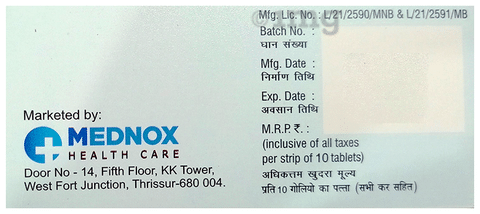 Mfg. Lic. No. : L/21/2590/MNB & L/21/2591/MB
Batch No. :
घान संख्या
Mfg. Date :
निर्माण तिथि
Exp. Date :
अवसान तिथि
M.R.P. ₹. :
(inclusive of all taxes
per strip of 10 tablets)
अधिकत्तम खुदरा मूल्य
प्रति 10 गोलियो का पत्ता (सभी कर सहित)
Marketed by:
MEDNOX
HEALTH CARE
Door No - 14, Fifth Floor, KK Tower,
West Fort Junction, Thrissur-680 004.